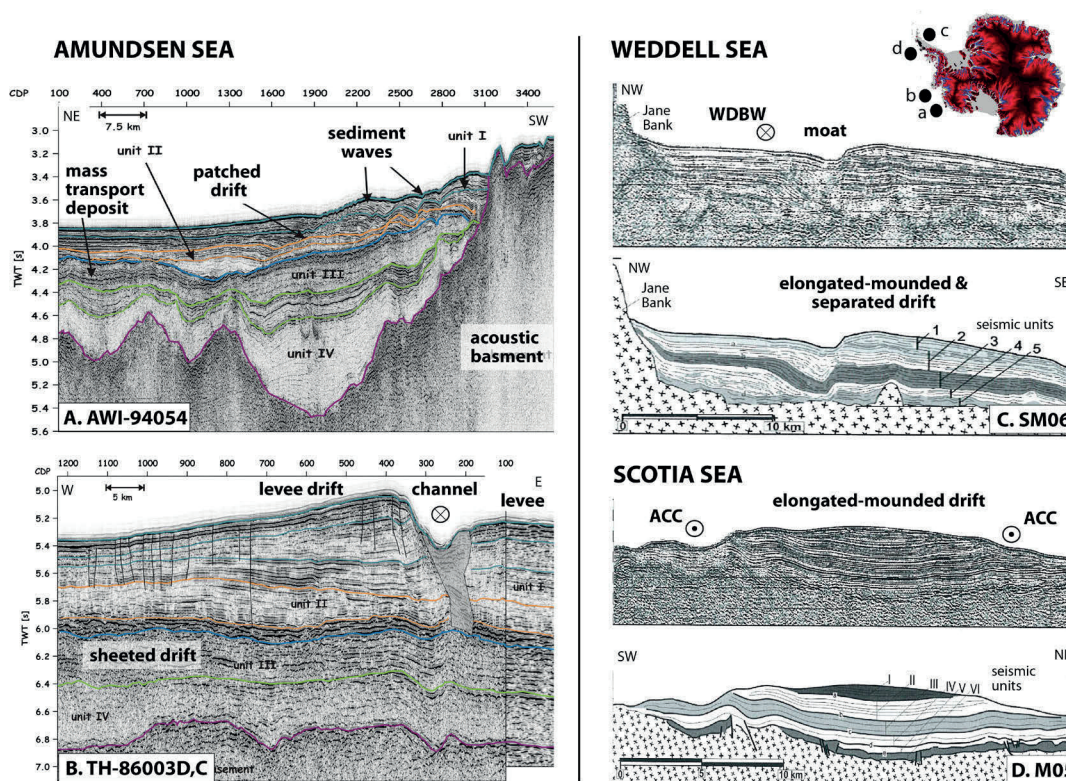 AMUNDSEN SEA
CDP 100 400 700 1000 1300 1600 1900 2200 2500 2800 3100 3400
NE
SW
7.5 km
3.0
3.2
3.4
3.6
3.8
4.0
4.2
4.4
4.6
4.8
5.0
5.2
5.4
5.6
TWT [s]
unit II
sediment
waves
unit I
mass
transport
deposit
patched
drift
unit III
unit IV
acoustic
basment
A. AWI-94054
CDP 1200 1100 1000 900 800 700 600 500 400 300 200 100
W
E
5 km
levee drift
channel
levee
5.0
5.2
5.4
5.6
5.8
6.0
6.2
6.4
6.6
6.8
7.0
TWT [s]
unit I
unit II
sheeted drift
unit III
unit IV
B. TH-86003D,C
WEDDELL SEA
c
d
b
a
NW
Jane
Bank
WDBW
moat
NW
SE
Jane
Bank
elongated-mounded &
separated drift
seismic units
1
2
3
4
5
0
10 km
C. SM06
SCOTIA SEA
elongated-mounded drift
ACC
ACC
SW
seismic
units
I II III IV V VI
0 5 10 km
D. M05